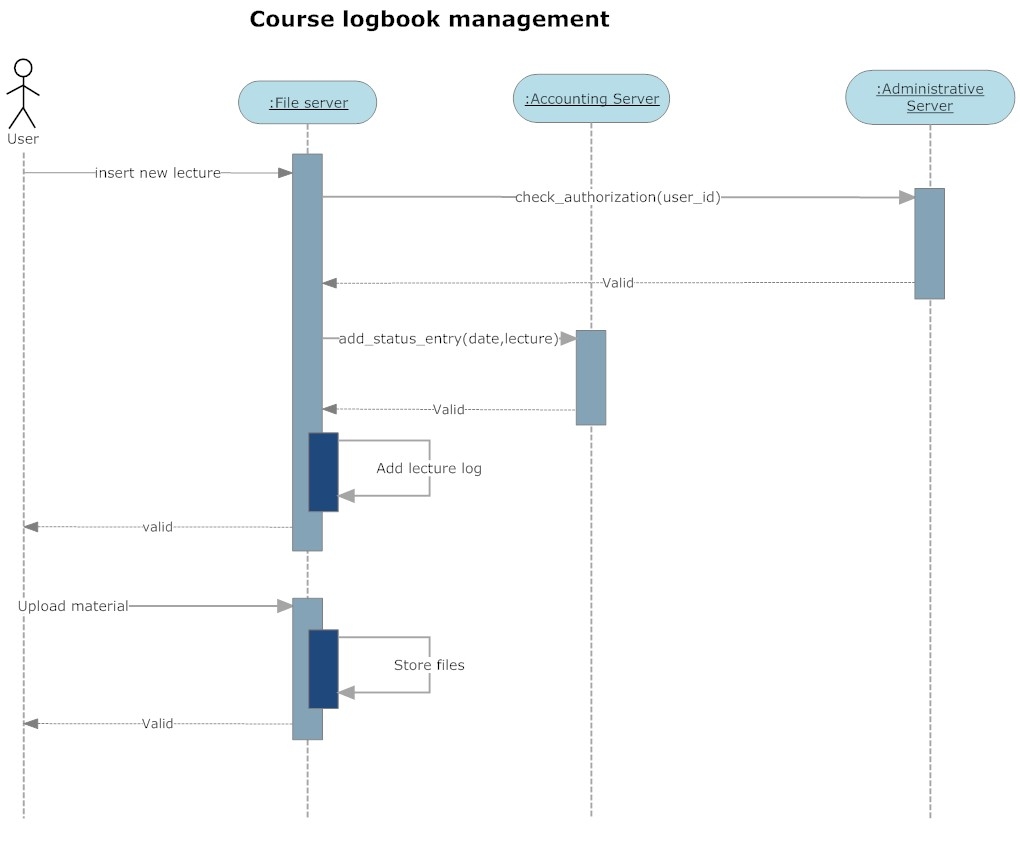 Course logbook management
User
:File server
:Accounting Server
:Administrative
Server
insert new lecture
check_authorization(user_id)
Valid
add_status_entry(date,lecture)
Valid
Add lecture log
valid
Upload material
Store files
Valid